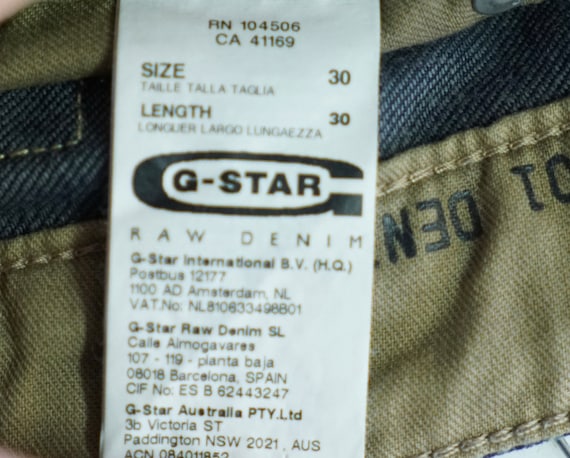 RN 104506
CA 41169
SIZE 30
TAILLE TALLA TAGLIA
LENGTH 30
LONGUER LARGO LUNGAEZZA
G-STAR
RAW DENIM
G-Star International B.V. (H.Q.)
Postbus 12177
1100 AD Amsterdam, NL
VAT.No: NL810633498B01
G-Star Raw Denim SL
Calle Almogavares
107 - 119 - planta baja
08018 Barcelona, SPAIN
CIF No: ES B 62443247
G-Star Australia PTY.Ltd
3b Victoria ST
Paddington NSW 2021, AUS
ACN 084011852